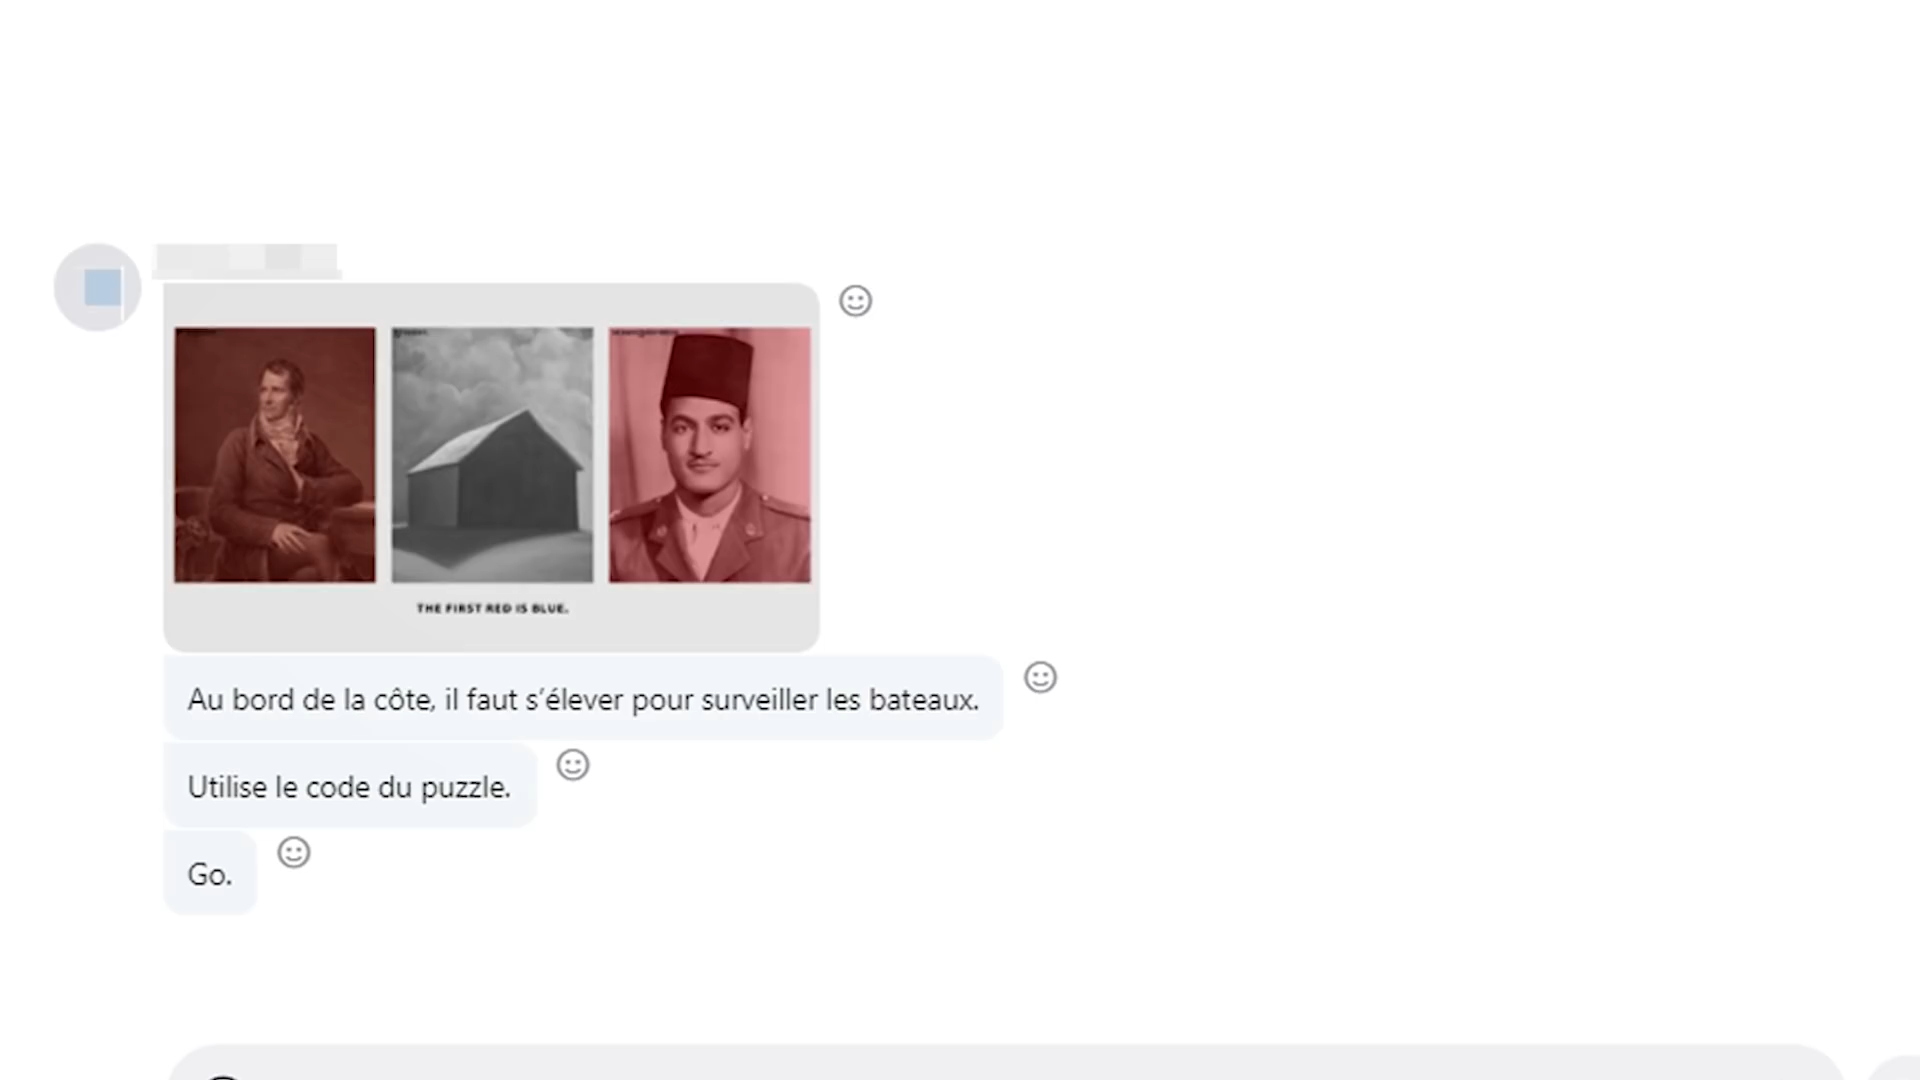 THE FIRST RED IS BLUE.
Au bord de la côte, il faut s’élever pour surveiller les bateaux.
Utilise le code du puzzle.
Go.